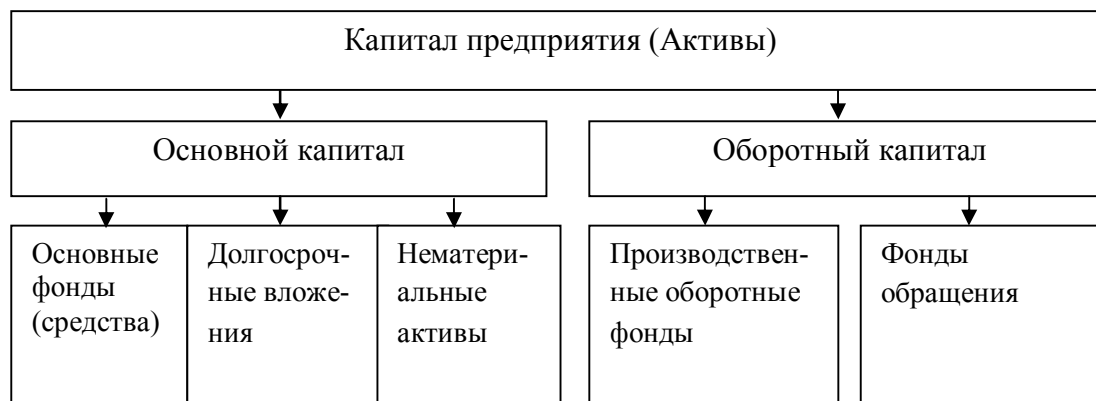 Капитал предприятия (Активы)
Основной капитал
Оборотный капитал
Основные
фонды
(средства)
Долгосроч-
ные вложе-
ния
Нематери-
альные
активы
Производствен-
ные оборотные
фонды
Фонды
обращения